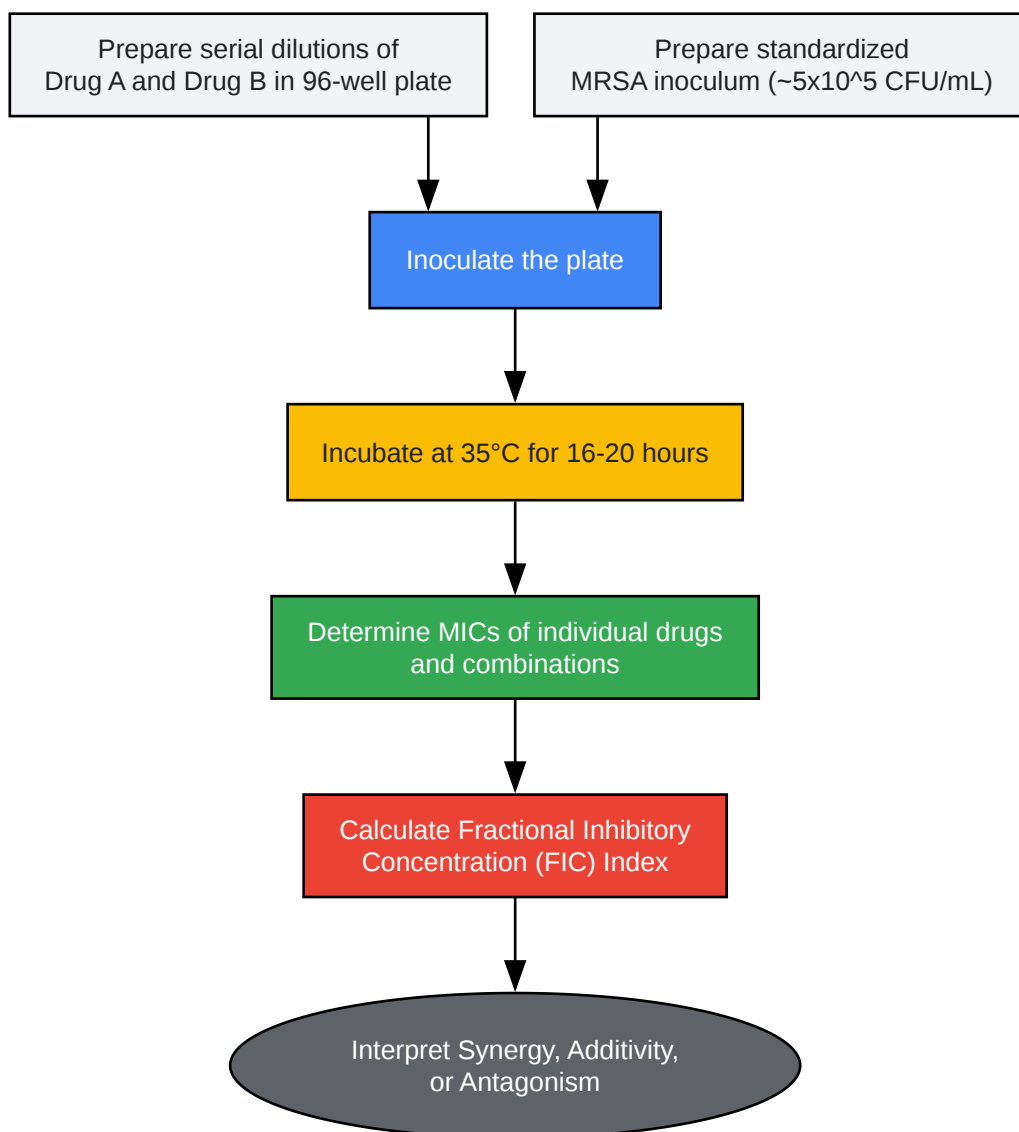 Prepare serial dilutions of
Drug A and Drug B in 96-well plate
Prepare standardized
MRSA inoculum (~5x10^5 CFU/mL)
Inoculate the plate
Incubate at 35°C for 16-20 hours
Determine MICs of individual drugs
and combinations
Calculate Fractional Inhibitory
Concentration (FIC) Index
Interpret Synergy, Additivity,
or Antagonism